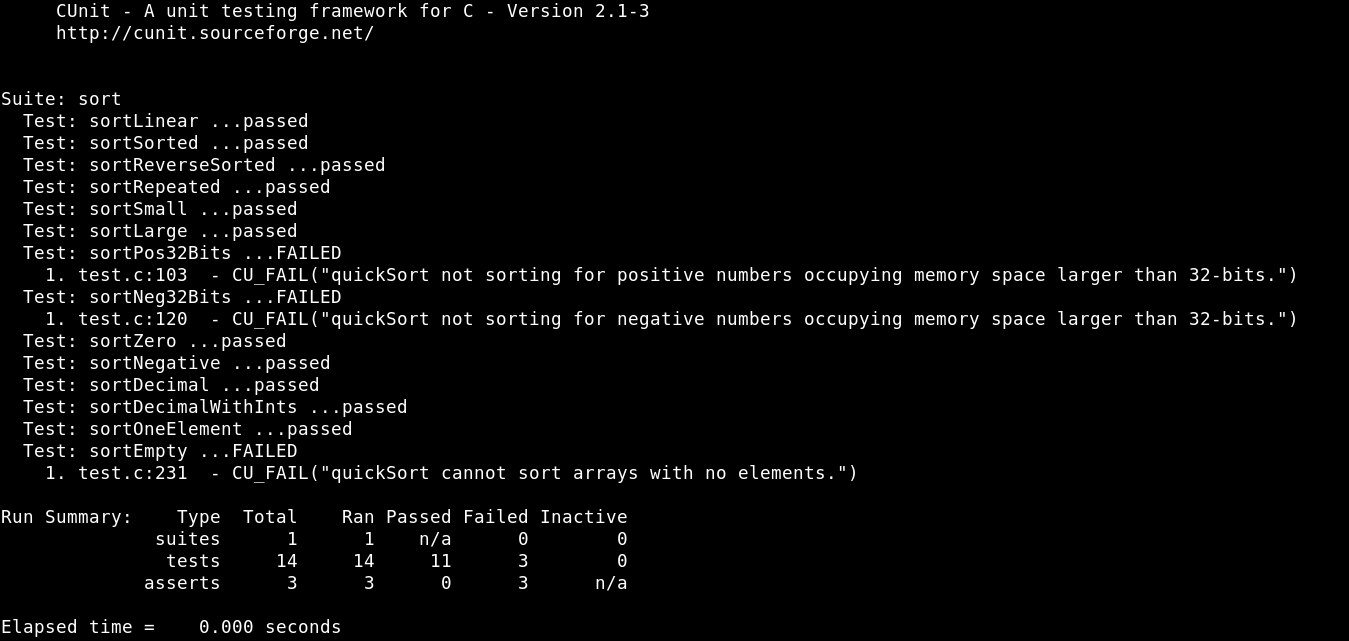 CUnit - A unit testing framework for C - Version 2.1-3
http://cunit.sourceforge.net/
Suite: sort
Test: sortLinear ...passed
Test: sortSorted ...passed
Test: sortReverseSorted ...passed
Test: sortRepeated ...passed
Test: sortSmall ...passed
Test: sortLarge ...passed
Test: sortPos32Bits ...FAILED
1. test.c:103  - CU_FAIL("quickSort not sorting for positive numbers occupying memory space larger than 32-bits.")
Test: sortNeg32Bits ...FAILED
1. test.c:120  - CU_FAIL("quickSort not sorting for negative numbers occupying memory space larger than 32-bits.")
Test: sortZero ...passed
Test: sortNegative ...passed
Test: sortDecimal ...passed
Test: sortDecimalWithInts ...passed
Test: sortOneElement ...passed
Test: sortEmpty ...FAILED
1. test.c:231  - CU_FAIL("quickSort cannot sort arrays with no elements.")
Run Summary:    Type  Total    Ran Passed Failed Inactive
suites      1      1    n/a      0        0
tests     14     14     11      3        0
asserts      3      3      0      3      n/a
Elapsed time =    0.000 seconds